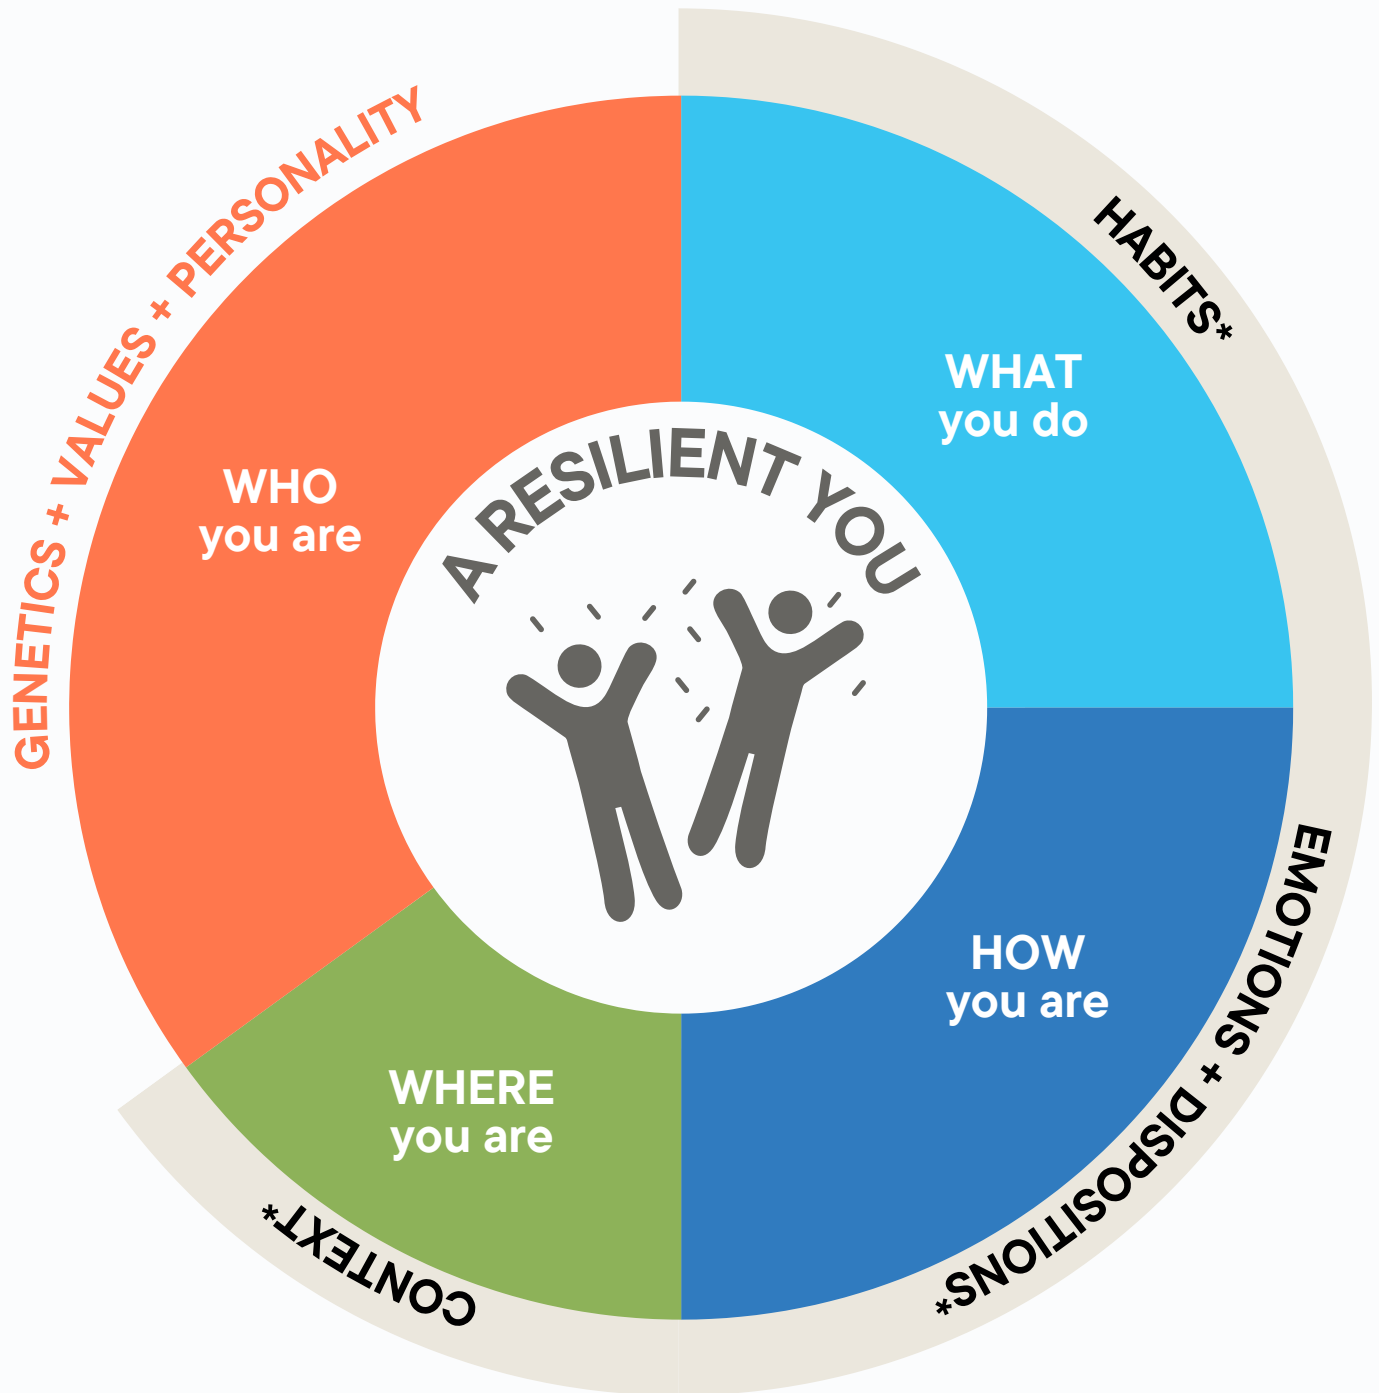 GENETICS + VALUES + PERSONALITY
HABITS*
WHAT
you do
WHO
you are
A RESILIENT YOU
EMOTIONS + DISPOSITIONS*
HOW
you are
WHERE
you are
CONTEXT*